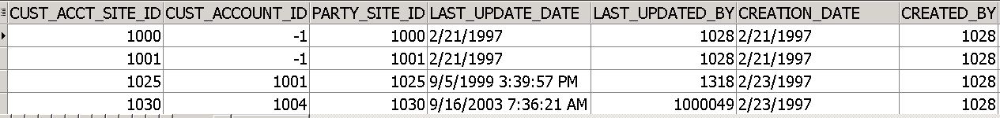 CUST_ACCT_SITE_ID CUST_ACCOUNT_ID PARTY_SITE_ID LAST_UPDATE_DATE LAST_UPDATED_BY CREATION_DATE CREATED_BY
1000 -1 1000 2/21/1997 1028 2/21/1997 1028
1001 -1 1001 2/21/1997 1028 2/21/1997 1028
1025 1001 1025 9/5/1999 3:39:57 PM 1318 2/23/1997 1028
1030 1004 1030 9/16/2003 7:36:21 AM 1000049 2/23/1997 1028